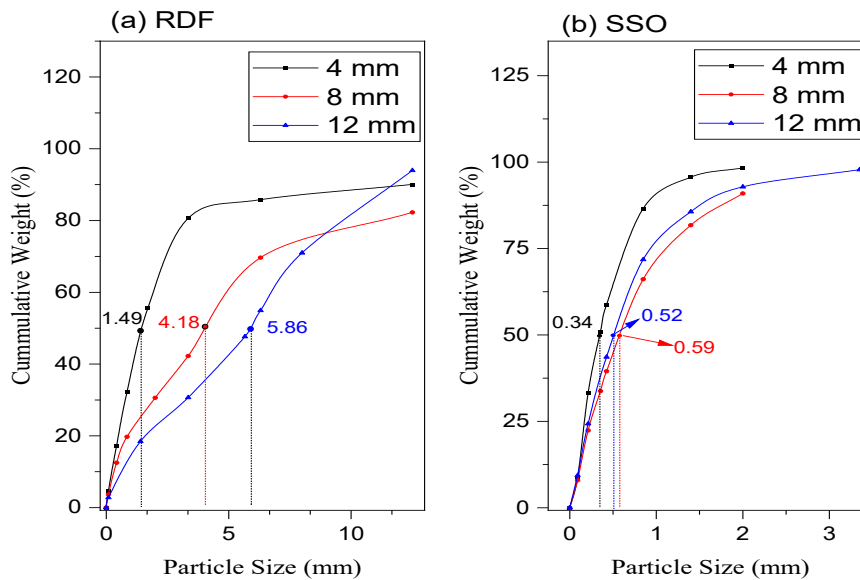 (a) RDF
4 mm
8 mm
12 mm
120
100
80
60
40
20
0
Cummulative Weight (%)
1.49
4.18
5.86
0
5
10
Particle Size (mm)
(b) SSO
4 mm
8 mm
12 mm
125
100
75
50
25
0
Cummulative Weight (%)
0.34
0.52
0.59
0
1
2
3
Particle Size (mm)